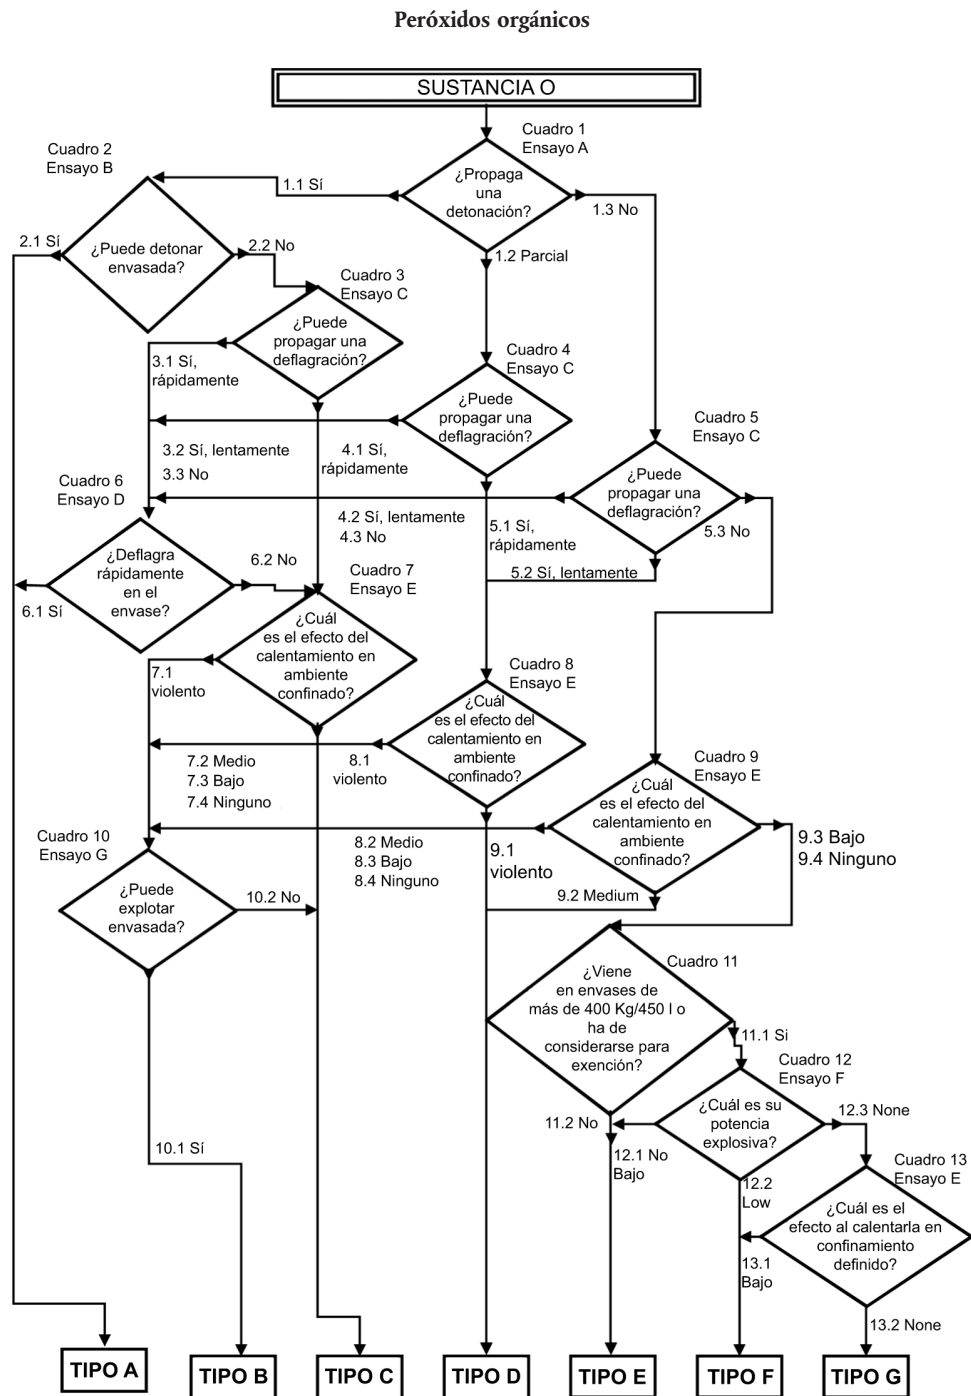 Peróxidos orgánicos
SUSTANCIA O
Cuadro 1
Ensayo A
¿Propaga
una
detonación?
1.1 Sí
1.2 Parcial
1.3 No
Cuadro 2
Ensayo B
¿Puede detonar
envasada?
2.1 Sí
2.2 No
Cuadro 3
Ensayo C
¿Puede
propagar una
deflagración?
3.1 Sí,
rápidamente
3.2 Sí, lentamente
3.3 No
Cuadro 4
Ensayo C
¿Puede
propagar una
deflagración?
4.1 Sí,
rápidamente
4.2 Sí, lentamente
4.3 No
Cuadro 5
Ensayo C
¿Puede
propagar una
deflagración?
5.1 Sí,
rápidamente
5.2 Sí, lentamente
5.3 No
Cuadro 6
Ensayo D
¿Deflagra
rápidamente
en el
envase?
6.1 Sí
6.2 No
Cuadro 7
Ensayo E
¿Cuál
es el efecto del
calentamiento en
ambiente
confinado?
7.1
violento
7.2 Medio
7.3 Bajo
7.4 Ninguno
Cuadro 8
Ensayo E
¿Cuál
es el efecto del
calentamiento en
ambiente
confinado?
8.1
violento
8.2 Medio
8.3 Bajo
8.4 Ninguno
Cuadro 9
Ensayo E
¿Cuál
es el efecto del
calentamiento en
ambiente
confinado?
9.1
violento
9.2 Medium
9.3 Bajo
9.4 Ninguno
Cuadro 10
Ensayo G
¿Puede
explotar
envasada?
10.1 Sí
10.2 No
Cuadro 11
¿Viene
en envases de
más de 400 Kg/450 l o
ha de
considerarse para
exención?
11.1 Si
11.2 No
Cuadro 12
Ensayo F
¿Cuál es su
potencia
explosiva?
12.1 No
Bajo
12.2
Low
12.3 None
Cuadro 13
Ensayo E
¿Cuál es el
efecto al calentarla en
confinamiento
definido?
13.1
Bajo
13.2 None
TIPO A
TIPO B
TIPO C
TIPO D
TIPO E
TIPO F
TIPO G